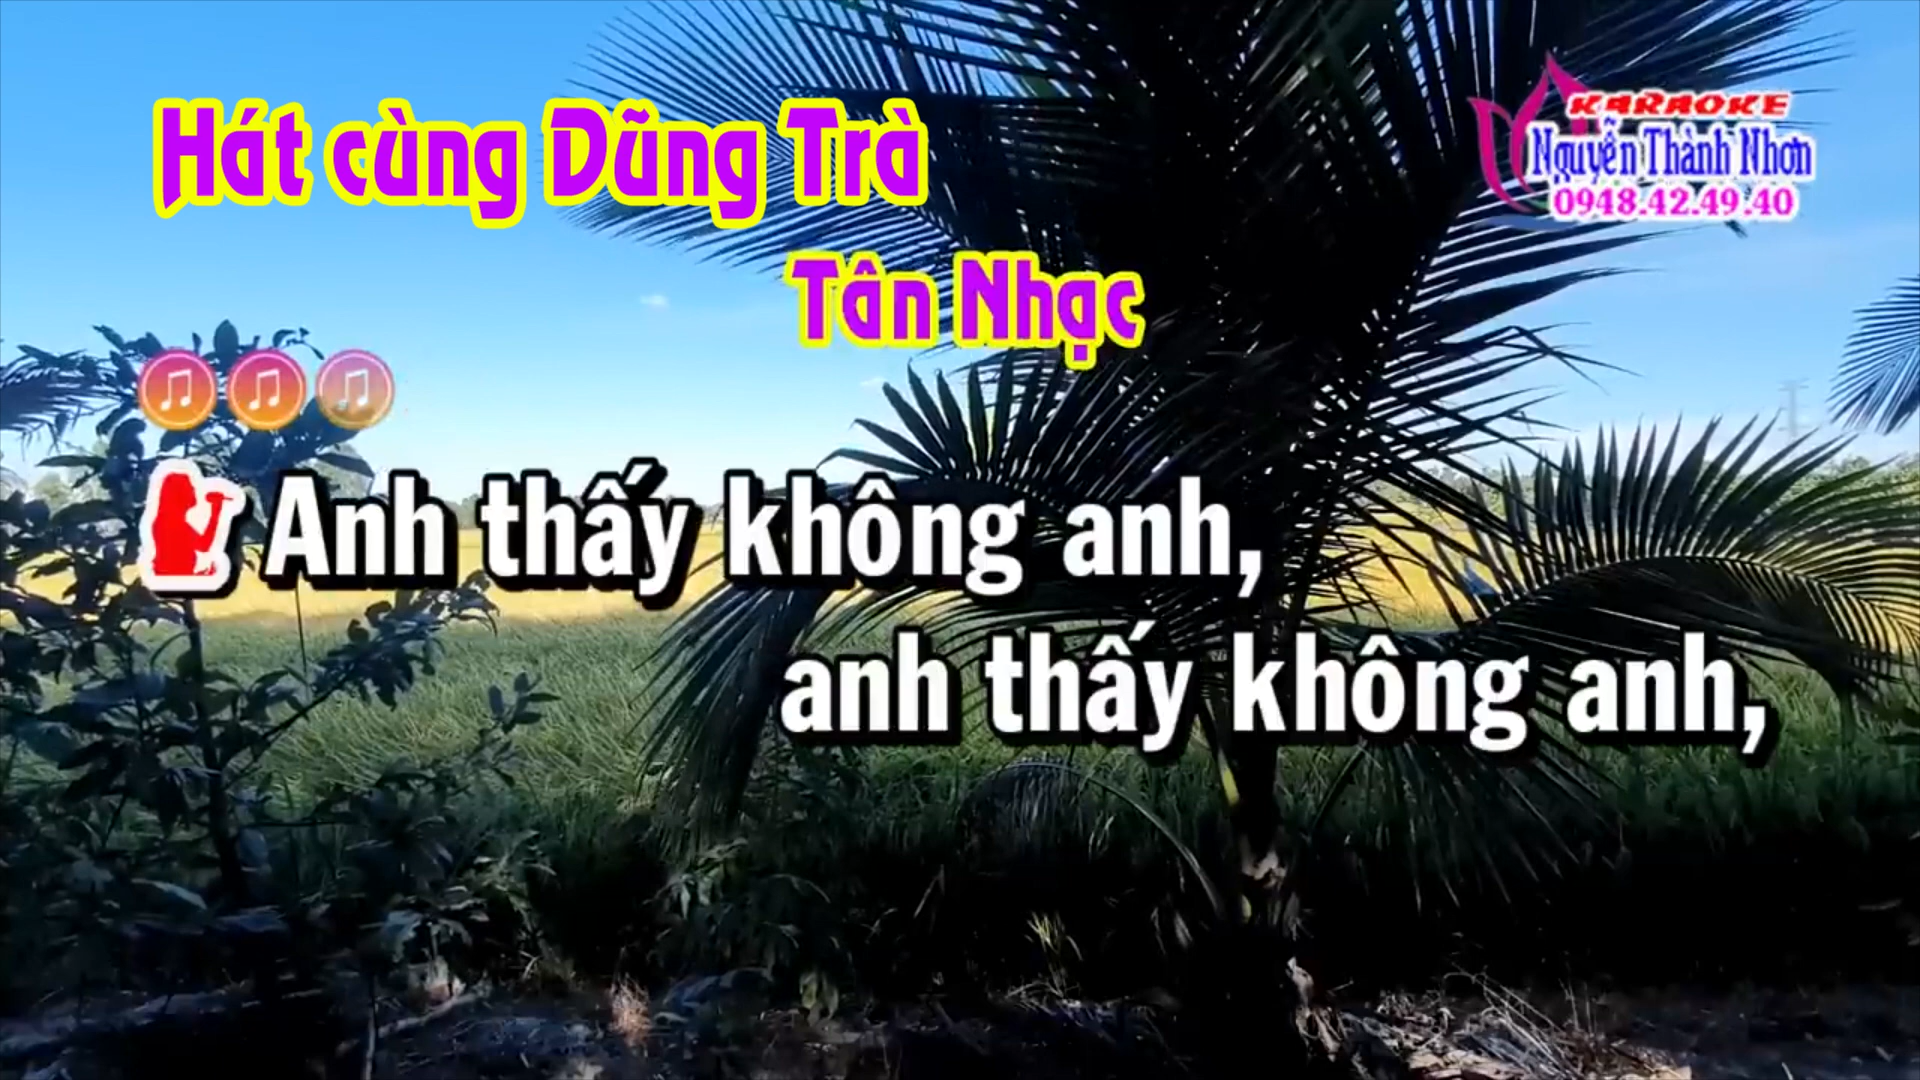 Hát cùng Dũng Trà
KARAOKE
Nguyễn Thành Nhơn
0948.42.49.40
Tân Nhạc
Anh thấy không anh,
anh thấy không anh,